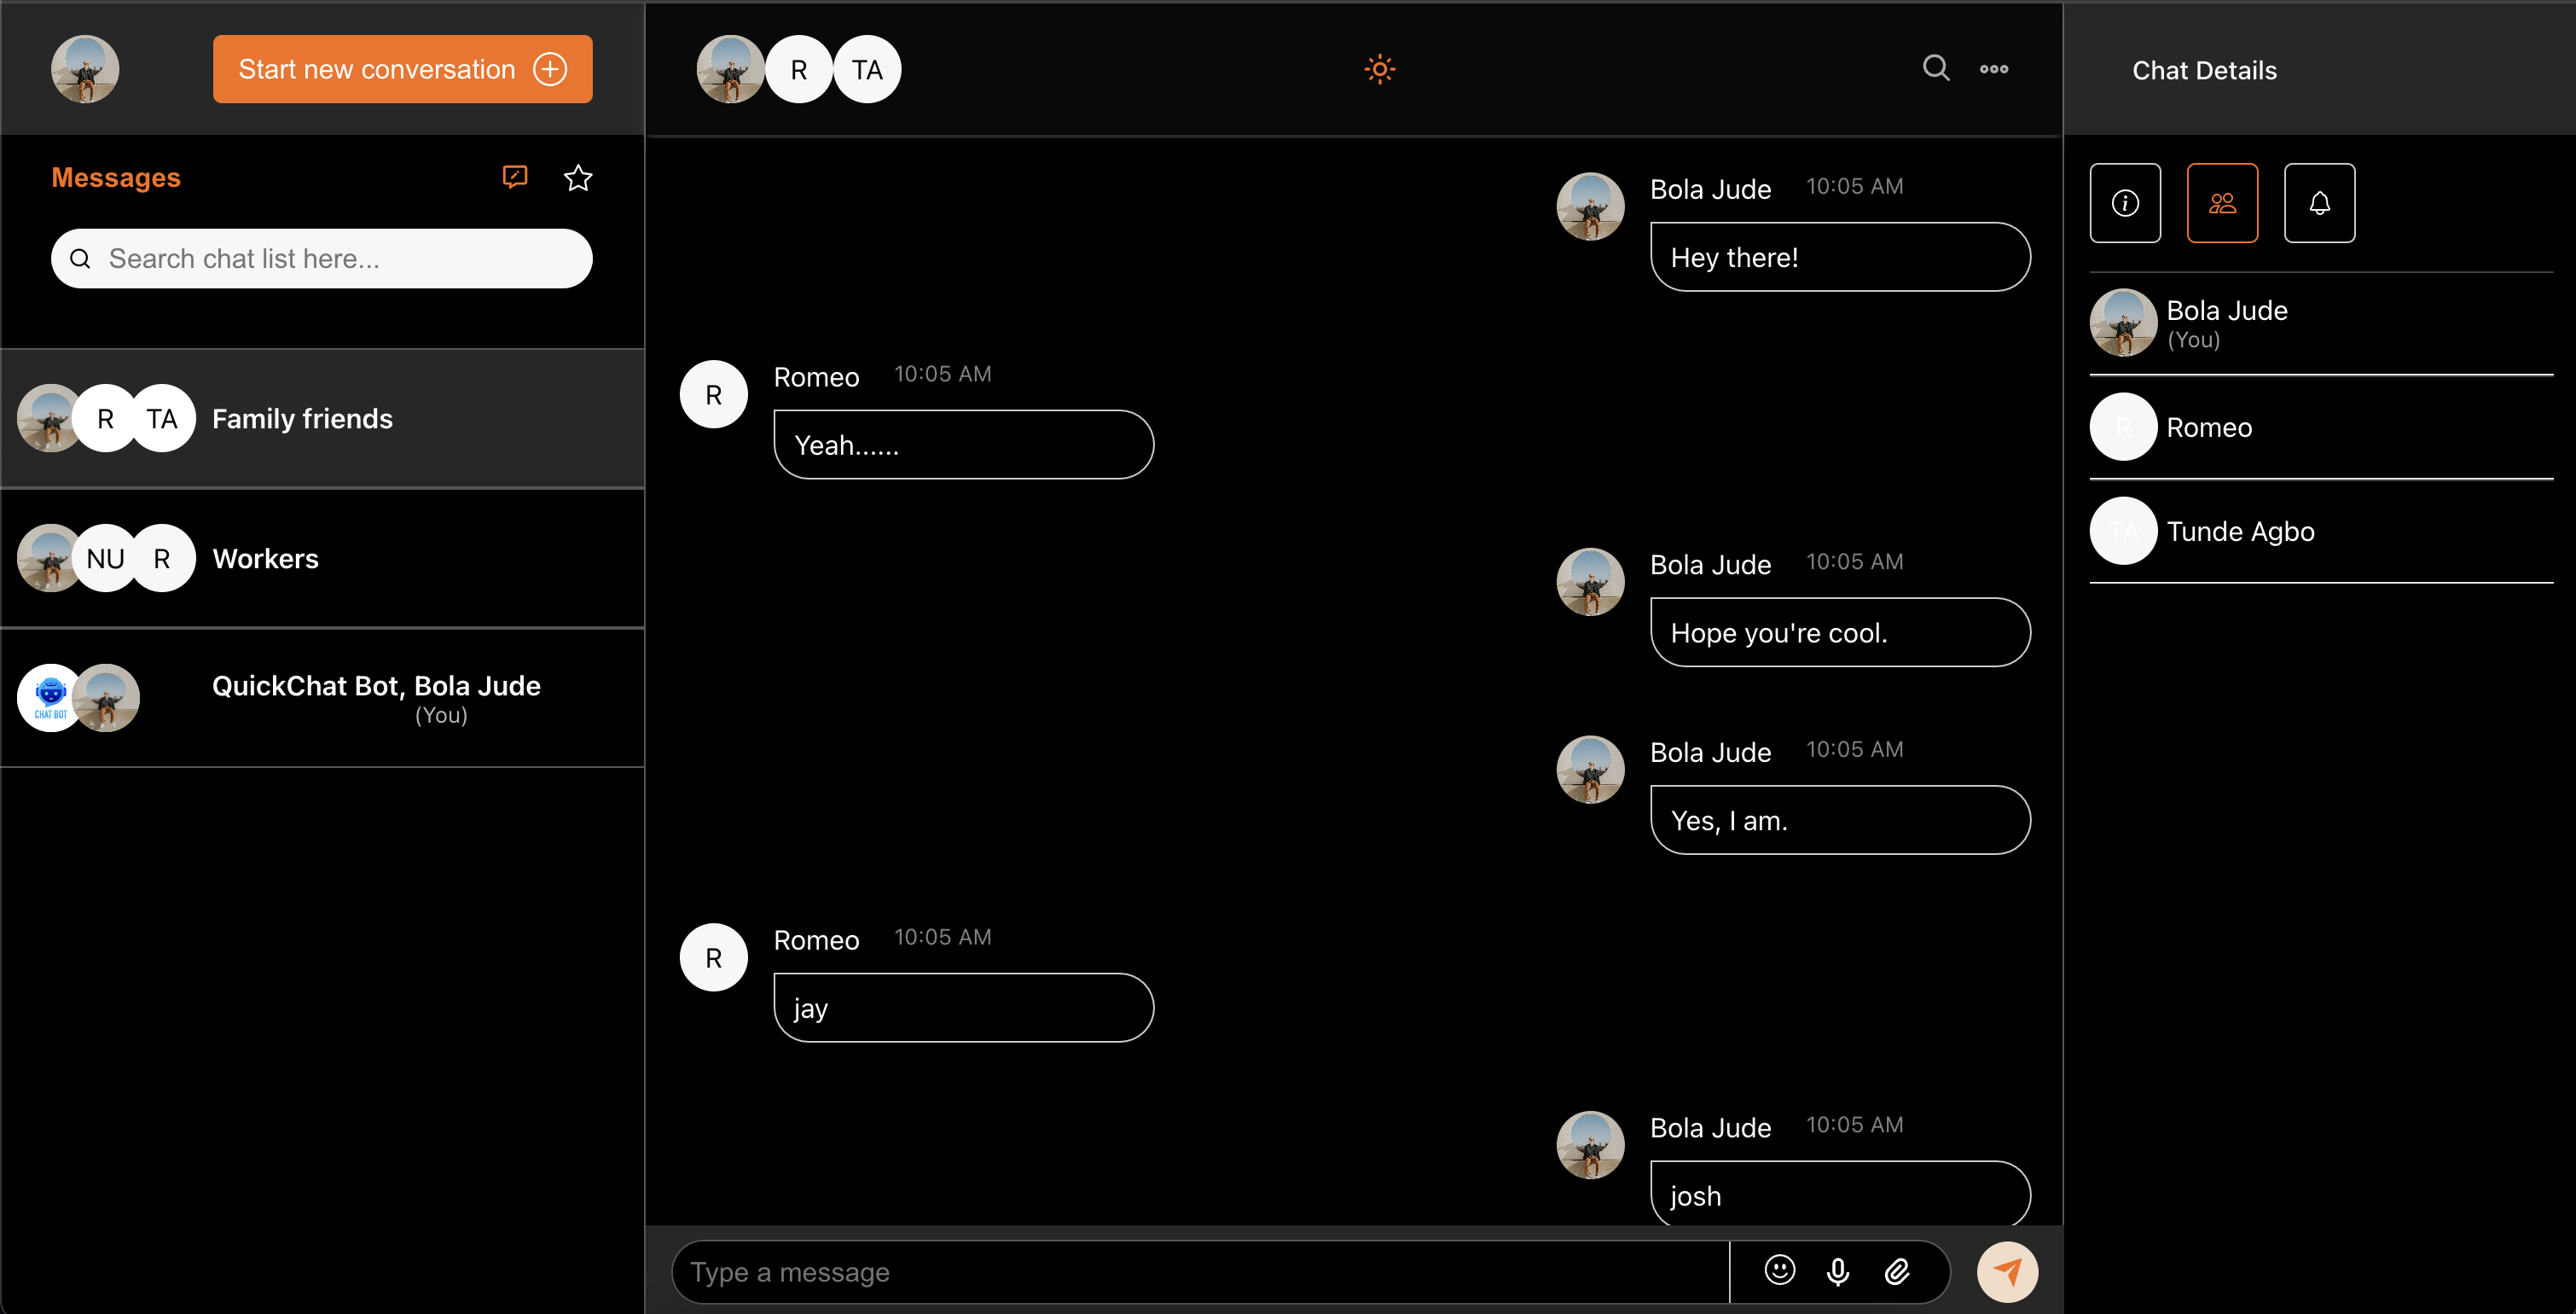 Start new conversation
Messages
Search chat list here...
R TA Family friends
NU R Workers
CHAT BOT
QuickChat Bot, Bola Jude
(You)
R TA
Bola Jude 10:05 AM
Hey there!
R Romeo 10:05 AM
Yeah......
Bola Jude 10:05 AM
Hope you're cool.
Bola Jude 10:05 AM
Yes, I am.
R Romeo 10:05 AM
jay
Bola Jude 10:05 AM
josh
Type a message
Chat Details
Bola Jude
(You)
R Romeo
TA Tunde Agbo